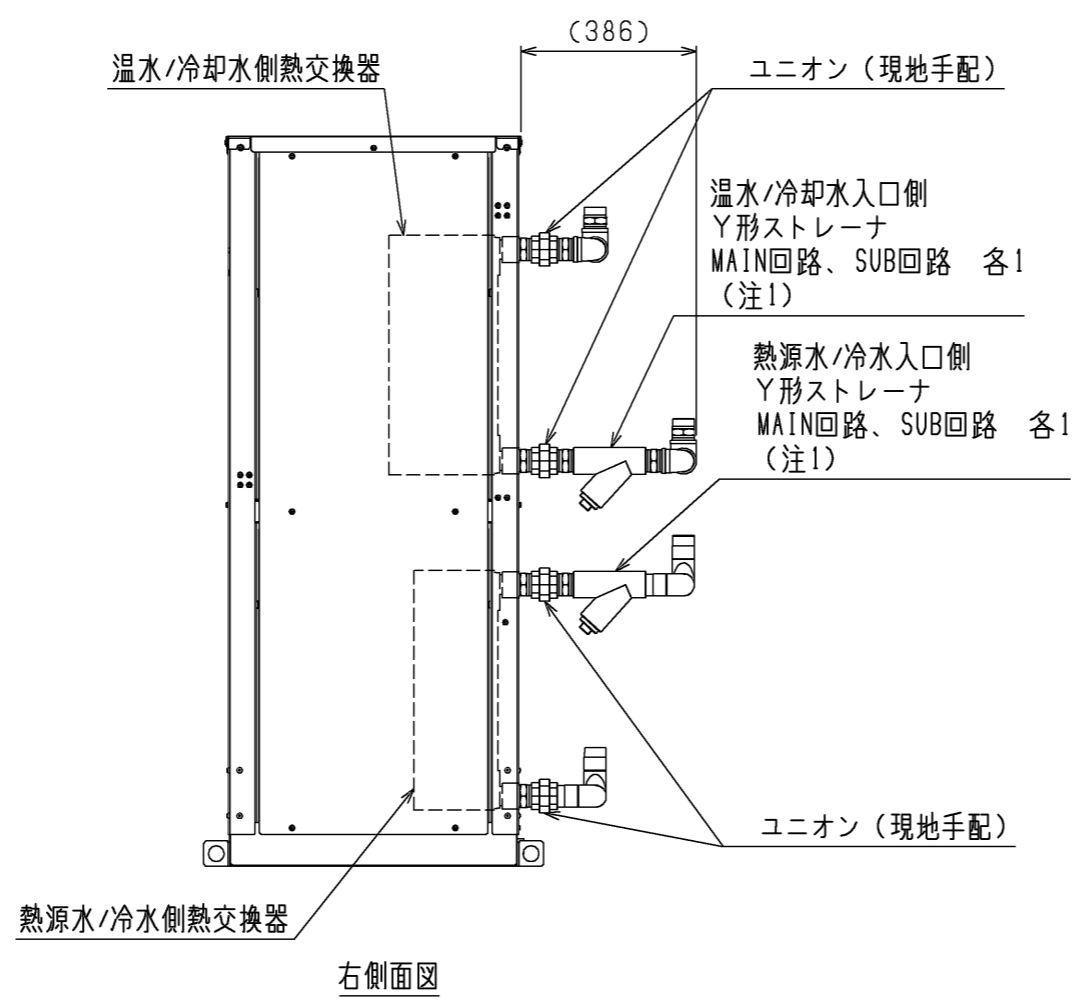 (386)
温水/冷却水側熱交換器
ユニオン（現地手配）
温水/冷却水入口側
Y形ストレーナ
MAIN回路、SUB回路　各1
（注1）
熱源水/冷水入口側
Y形ストレーナ
MAIN回路、SUB回路　各1
（注1）
ユニオン（現地手配）
熱源水/冷水側熱交換器
右側面図